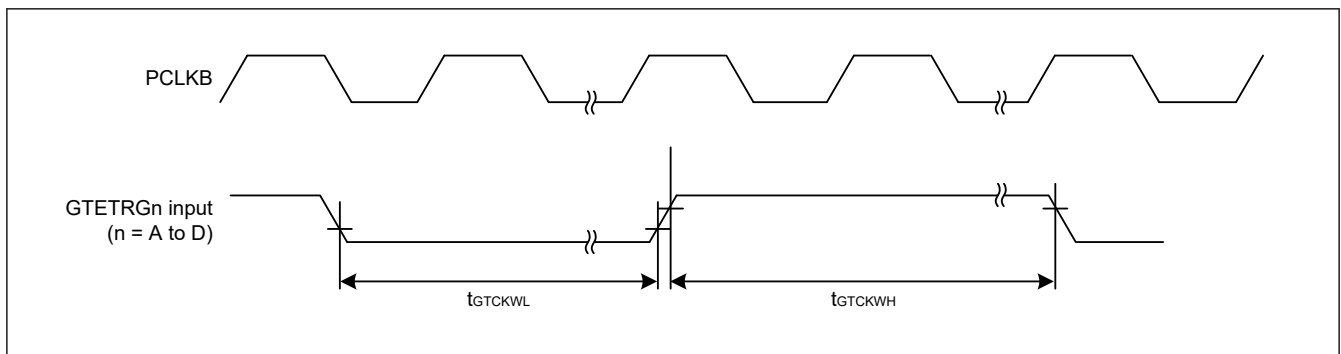 PCLKB
GTETRGn input
(n = A to D)
tGTCKWL
tGTCKWH